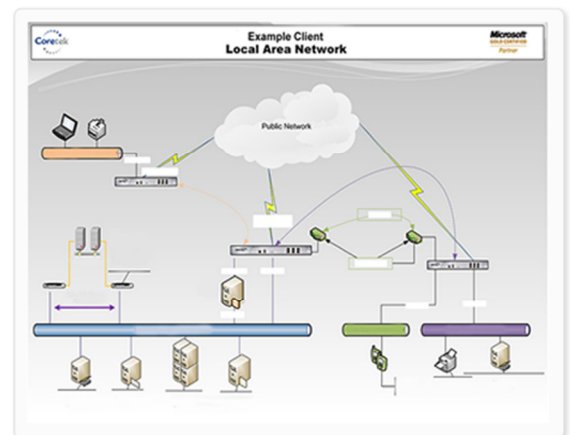 Coretek
Example Client
Local Area Network
Microsoft
GOLD CERTIFIED
Partner
Public Network